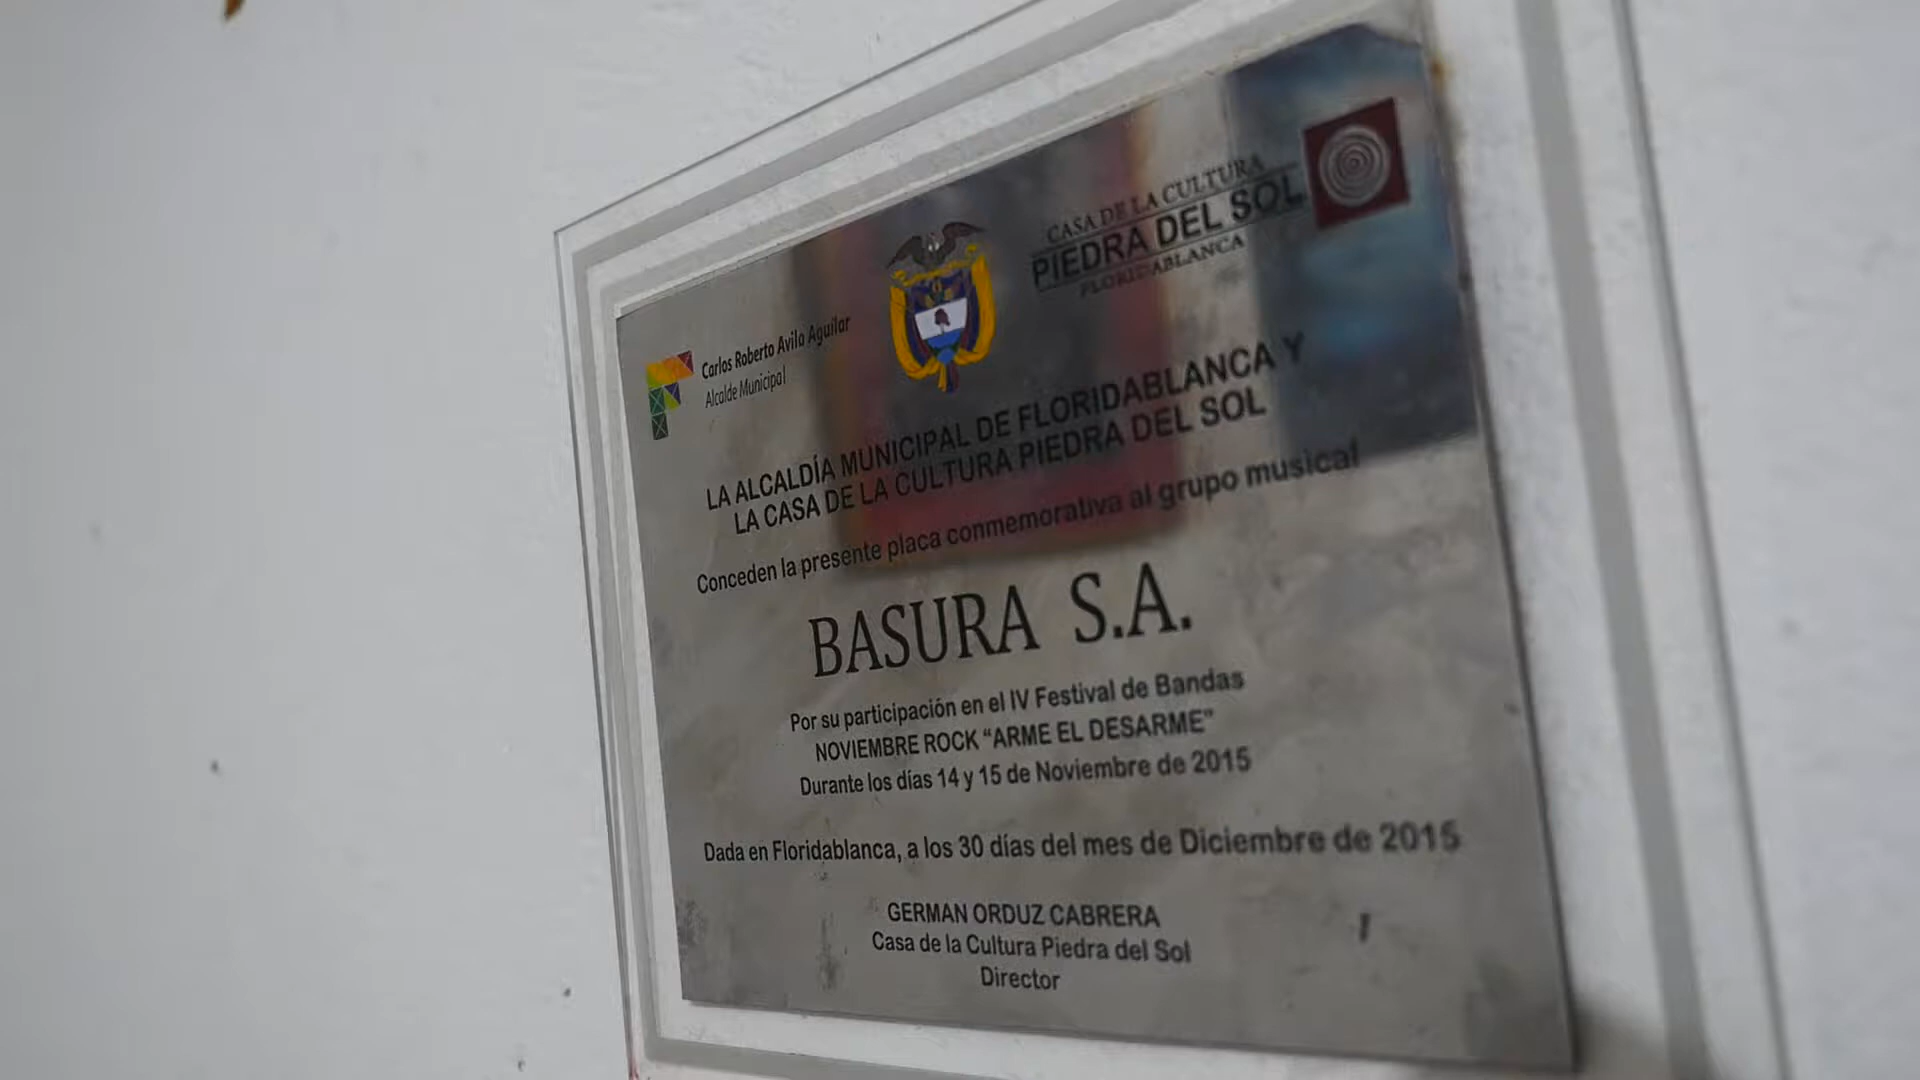 Carlos Roberto Avila Aguilar
Alcalde Municipal
CASA DE LA CULTURA
PIEDRA DEL SOL
FLORIDABLANCA
LA ALCALDÍA MUNICIPAL DE FLORIDABLANCA Y
LA CASA DE LA CULTURA PIEDRA DEL SOL
Conceden la presente placa conmemorativa al grupo musical
BASURA S.A.
Por su participación en el IV Festival de Bandas
NOVIEMBRE ROCK “ARME EL DESARME”
Durante los días 14 y 15 de Noviembre de 2015
Dada en Floridablanca, a los 30 días del mes de Diciembre de 2015
GERMAN ORDUZ CABRERA
Casa de la Cultura Piedra del Sol
Director